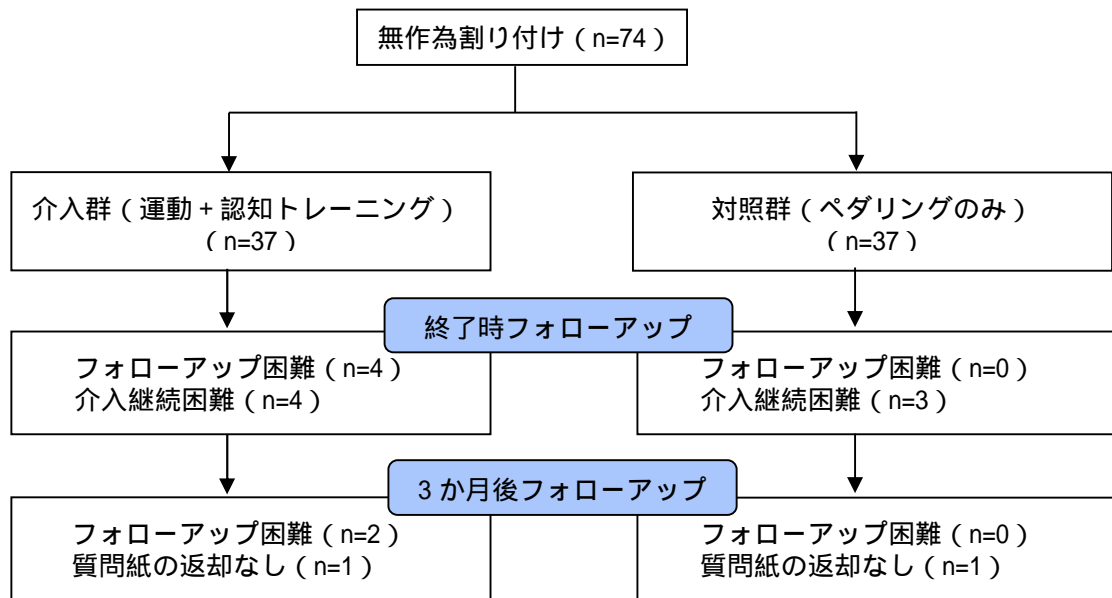 無作為割り付け（n=74）
介入群（運動+認知トレーニング）
（n=37）
対照群（ペダリングのみ）
（n=37）
終了時フォローアップ
フォローアップ困難（n=4）
介入継続困難（n=4）
フォローアップ困難（n=0）
介入継続困難（n=3）
3か月後フォローアップ
フォローアップ困難（n=2）
質問紙の返却なし（n=1）
フォローアップ困難（n=0）
質問紙の返却なし（n=1）